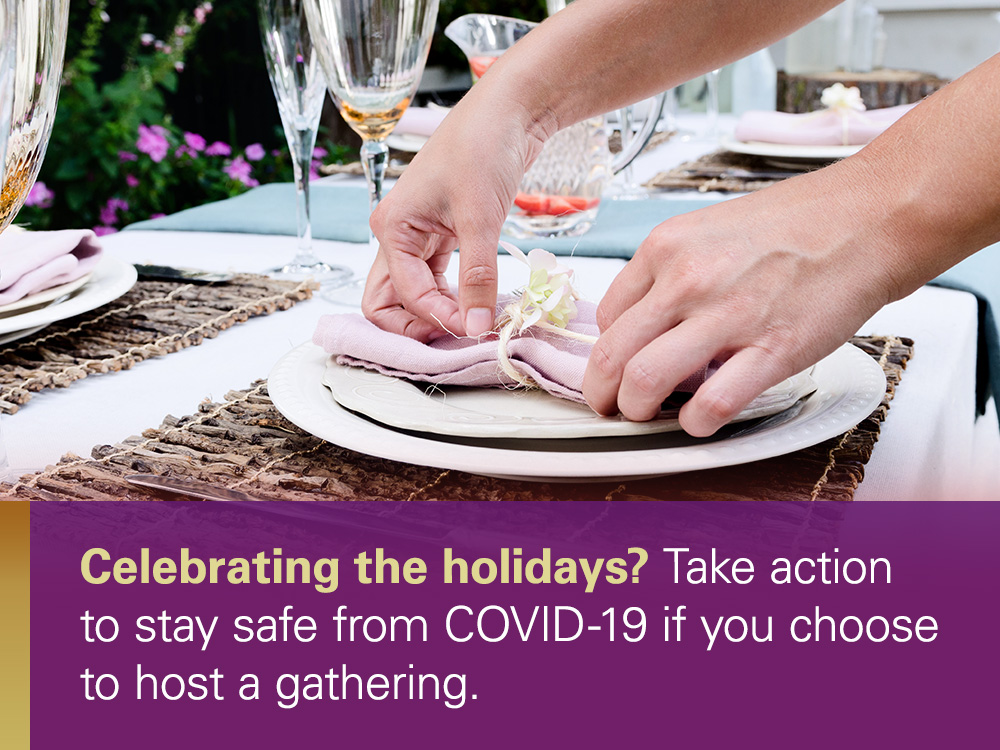 Celebrating the holidays? Take action
to stay safe from COVID-19 if you choose
to host a gathering.